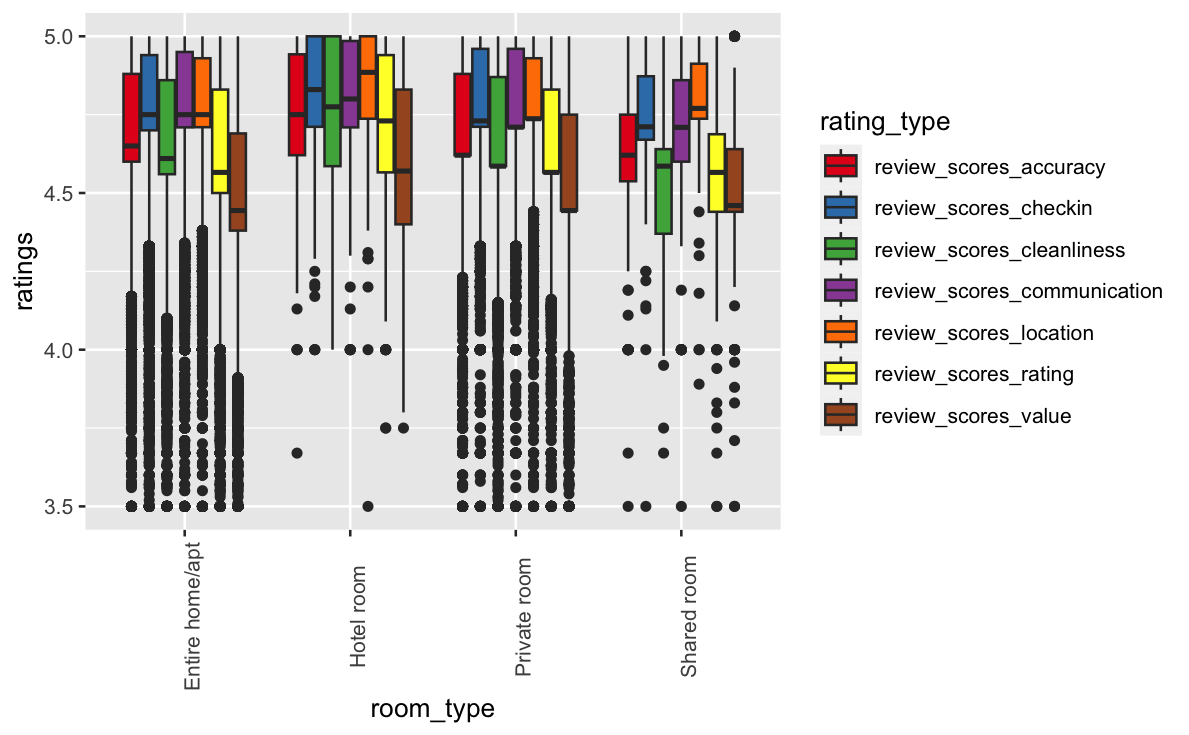 5.0
4.5
4.0
3.5
ratings
Entire home/apt
Hotel room
Private room
Shared room
room_type
rating_type
review_scores_accuracy
review_scores_checkin
review_scores_cleanliness
review_scores_communication
review_scores_location
review_scores_rating
review_scores_value